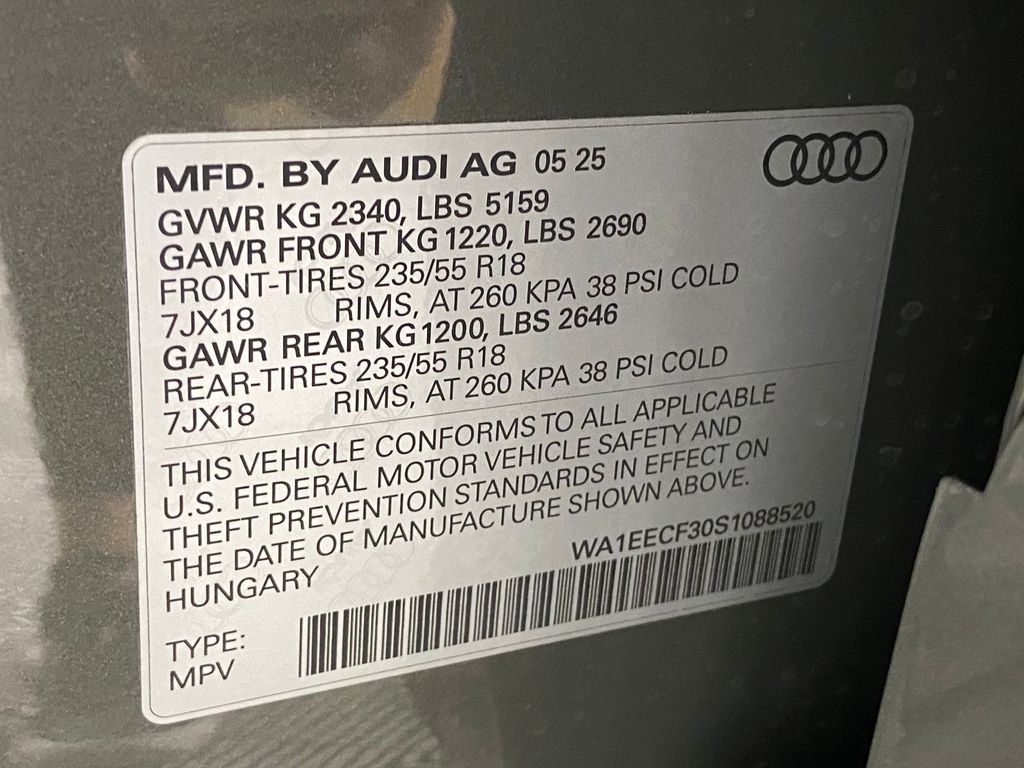 MFD. BY AUDI AG 05 25
GVWR KG 2340, LBS 5159
GAWR FRONT KG 1220, LBS 2690
FRONT-TIRES 235/55 R18
7JX18 RIMS, AT 260 KPA 38 PSI COLD
GAWR REAR KG 1200, LBS 2646
REAR-TIRES 235/55 R18
7JX18 RIMS, AT 260 KPA 38 PSI COLD
THIS VEHICLE CONFORMS TO ALL APPLICABLE
U.S. FEDERAL MOTOR VEHICLE SAFETY AND
THEFT PREVENTION STANDARDS IN EFFECT ON
THE DATE OF MANUFACTURE SHOWN ABOVE.
HUNGARY WA1EECF30S1088520
TYPE:
MPV